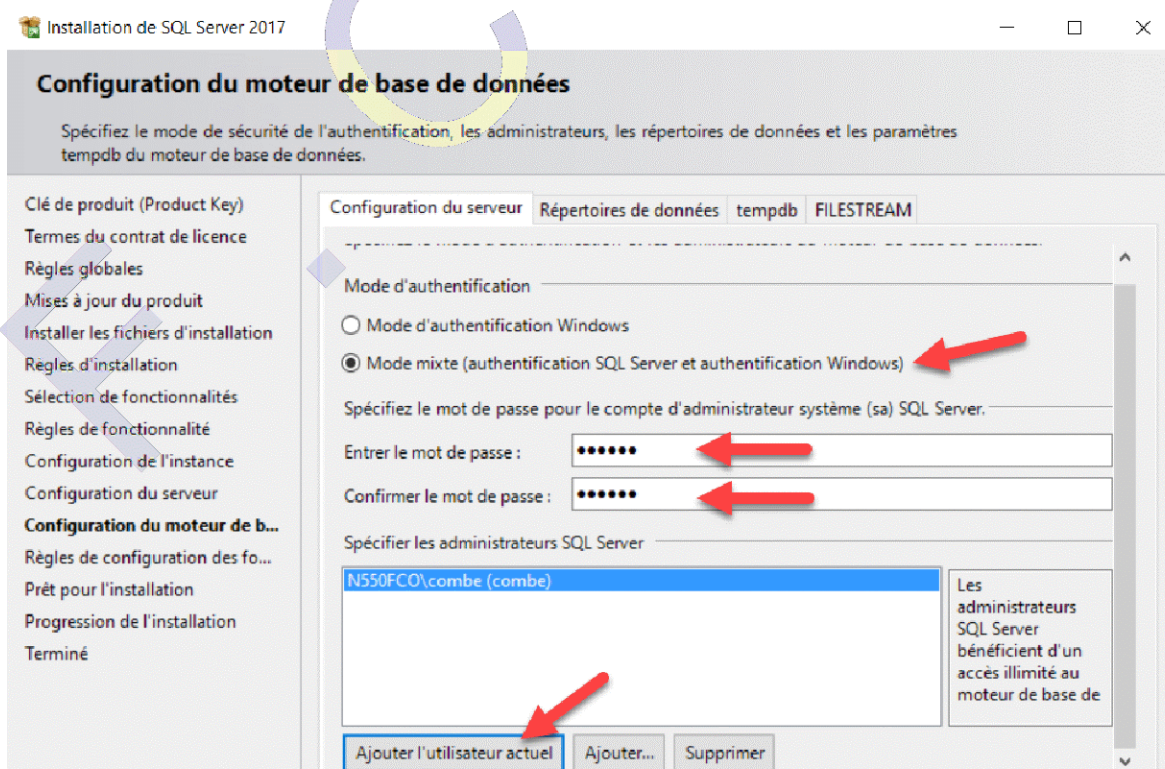 Installation de SQL Server 2017
Configuration du moteur de base de données
Spécifiez le mode de sécurité de l'authentification, les administrateurs, les répertoires de données et les paramètres
tempdb du moteur de base de données.
Clé de produit (Product Key)
Termes du contrat de licence
Règles globales
Mises à jour du produit
Installer les fichiers d'installation
Règles d'installation
Sélection de fonctionnalités
Règles de fonctionnalité
Configuration de l'instance
Configuration du serveur
Configuration du moteur de b...
Règles de configuration des fo...
Prêt pour l'installation
Progression de l'installation
Terminé
Configuration du serveur
Répertoires de données
tempdb
FILESTREAM
Mode d'authentification
Mode d'authentification Windows
Mode mixte (authentification SQL Server et authentification Windows)
Spécifiez le mot de passe pour le compte d'administrateur système (sa) SQL Server.
Entrer le mot de passe : ••••••
Confirmer le mot de passe : ••••••
Spécifier les administrateurs SQL Server
N550FCO\combe (combe)
Les
administrateurs
SQL Server
bénéficient d'un
accès illimité au
moteur de base de
Ajouter l'utilisateur actuel
Ajouter...
Supprimer